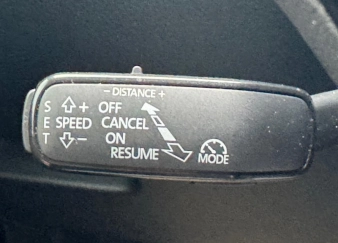 - DISTANCE +
S ⇧+ OFF
E SPEED CANCEL
T ⇩- ON
RESUME
MODE